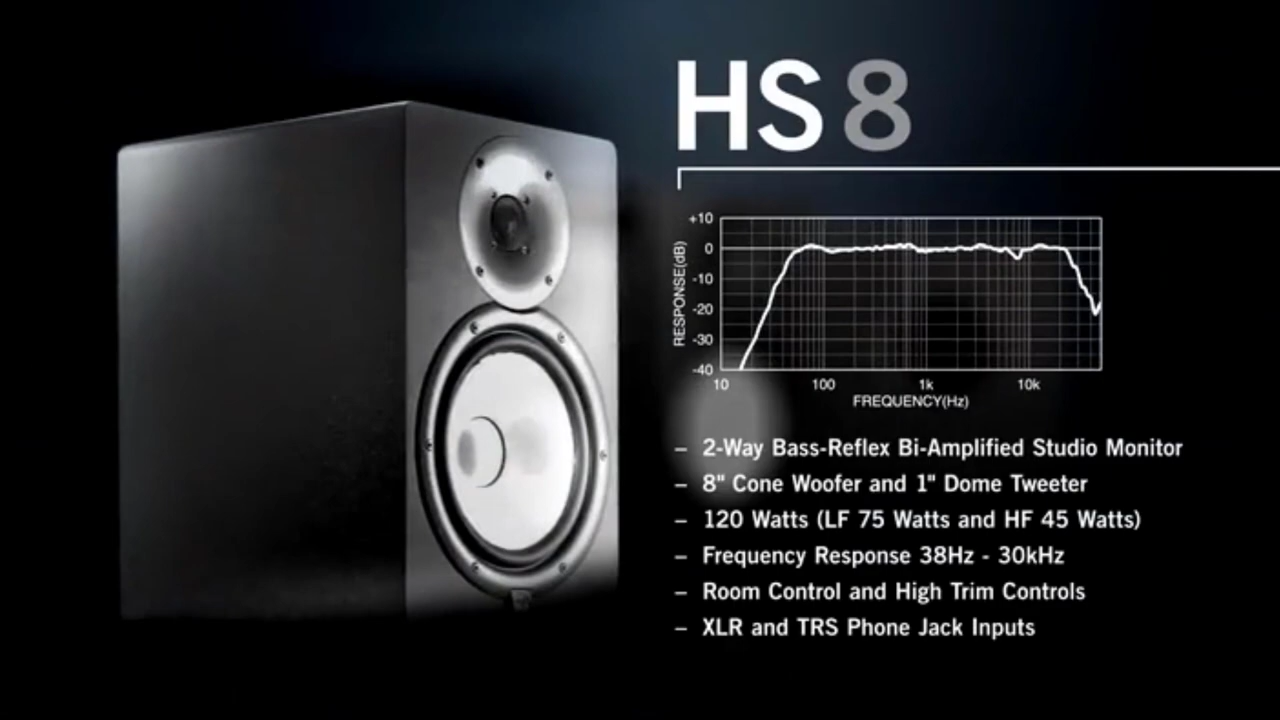 HS 8
+10
0
-10
-20
-30
-40
RESPONSE(dB)
10 100 1k 10k
FREQUENCY(Hz)
– 2-Way Bass-Reflex Bi-Amplified Studio Monitor
– 8" Cone Woofer and 1" Dome Tweeter
– 120 Watts (LF 75 Watts and HF 45 Watts)
– Frequency Response 38Hz - 30kHz
– Room Control and High Trim Controls
– XLR and TRS Phone Jack Inputs